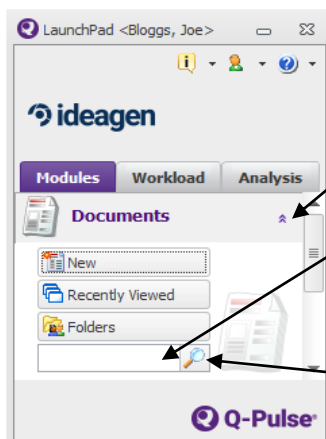 LaunchPad <Bloggs, Joe>
ideagen
Modules Workload Analysis
Documents
New
Recently Viewed
Folders
Q-Pulse